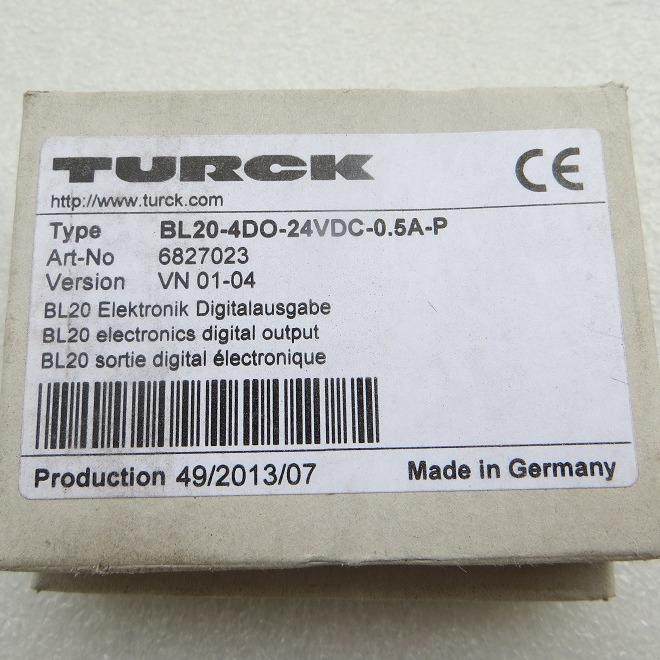 TURCK
CE
http://www.turck.com
Type BL20-4DO-24VDC-0.5A-P
Art-No 6827023
Version VN 01-04
BL20 Elektronik Digitalausgabe
BL20 electronics digital output
BL20 sortie digital électronique
Production 49/2013/07 Made in Germany